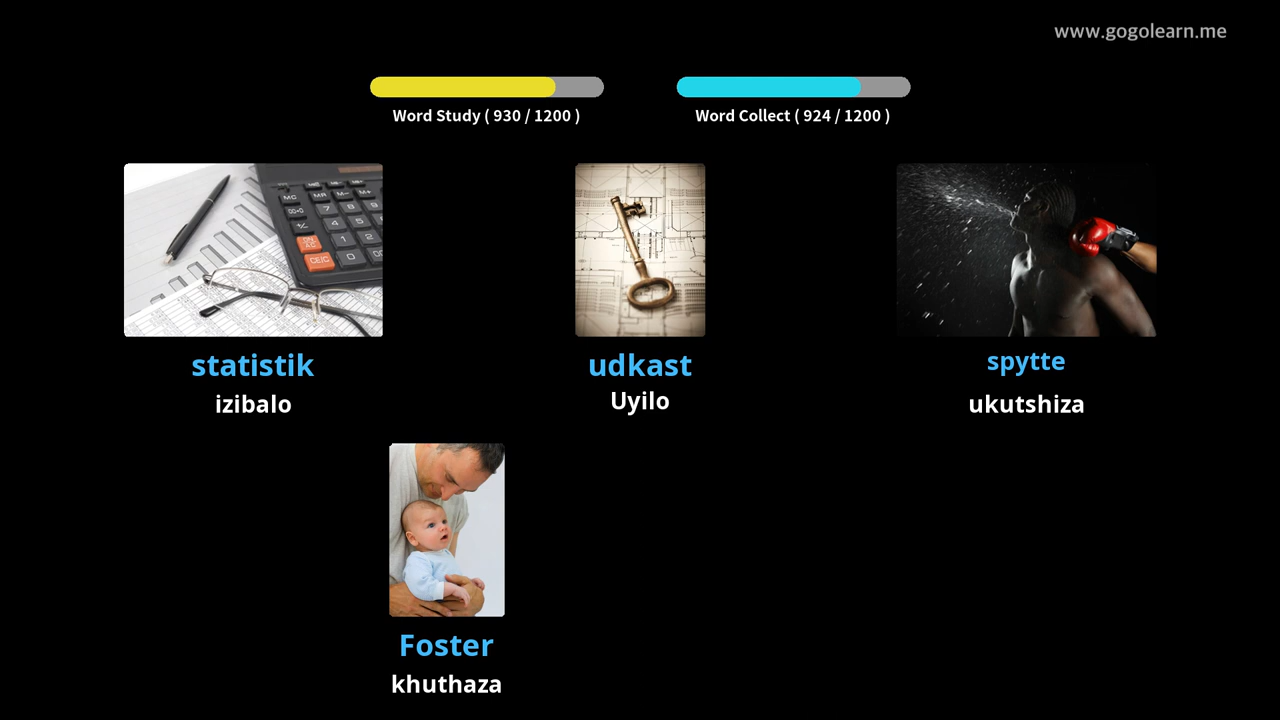 www.gogolearn.me
Word Study ( 930 / 1200 )
Word Collect ( 924 / 1200 )
statistik
izibalo
udkast
Uyilo
spytte
ukutshiza
Foster
khuthaza